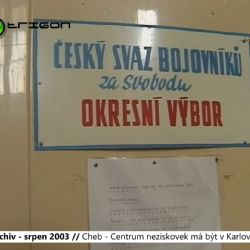 trigon
ČESKÝ SVAZ BOJOVNÍKŮ
za Svobodu
OKRESNÍ VÝBOR
chiv - srpen 2003 // Cheb - Centrum neziskovek má být v Karlov